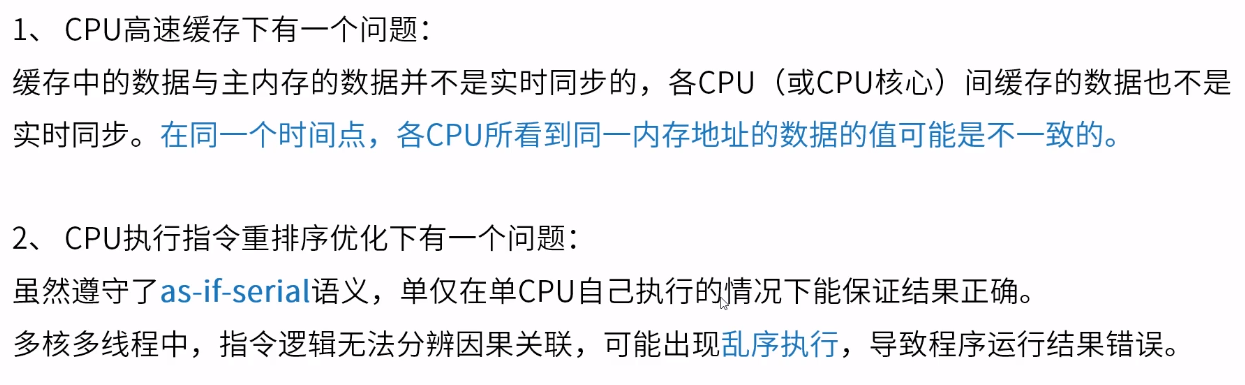 1、 CPU高速缓存下有一个问题：
缓存中的数据与主内存的数据并不是实时同步的，各CPU（或CPU核心）间缓存的数据也不是
实时同步。在同一个时间点，各CPU所看到同一内存地址的数据的值可能是不一致的。
2、 CPU执行指令重排序优化下有一个问题：
虽然遵守了as-if-serial语义，单仅在单CPU自己执行的情况下能保证结果正确。
多核多线程中，指令逻辑无法分辨因果关联，可能出现乱序执行，导致程序运行结果错误。